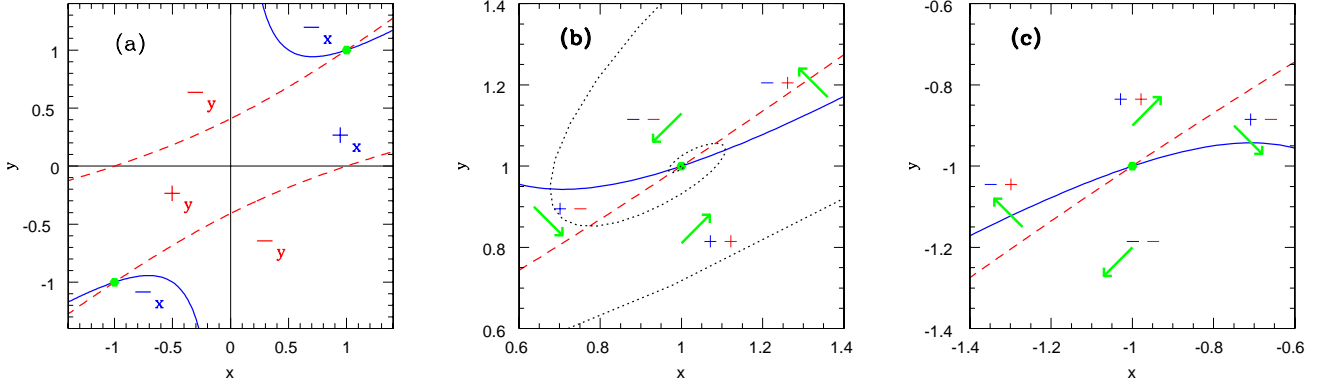 (a)
− x
− y
+ x
+ y
− y
− x
1
0.5
0
-0.5
-1
y
-1
-0.5
0
0.5
1
x
(b)
− +
− −
+ −
+ +
1.4
1.2
1
0.8
0.6
y
0.6
0.8
1
1.2
1.4
x
(c)
+ +
+ −
− +
− −
-0.6
-0.8
-1
-1.2
-1.4
y
-1.4
-1.2
-1
-0.8
-0.6
x